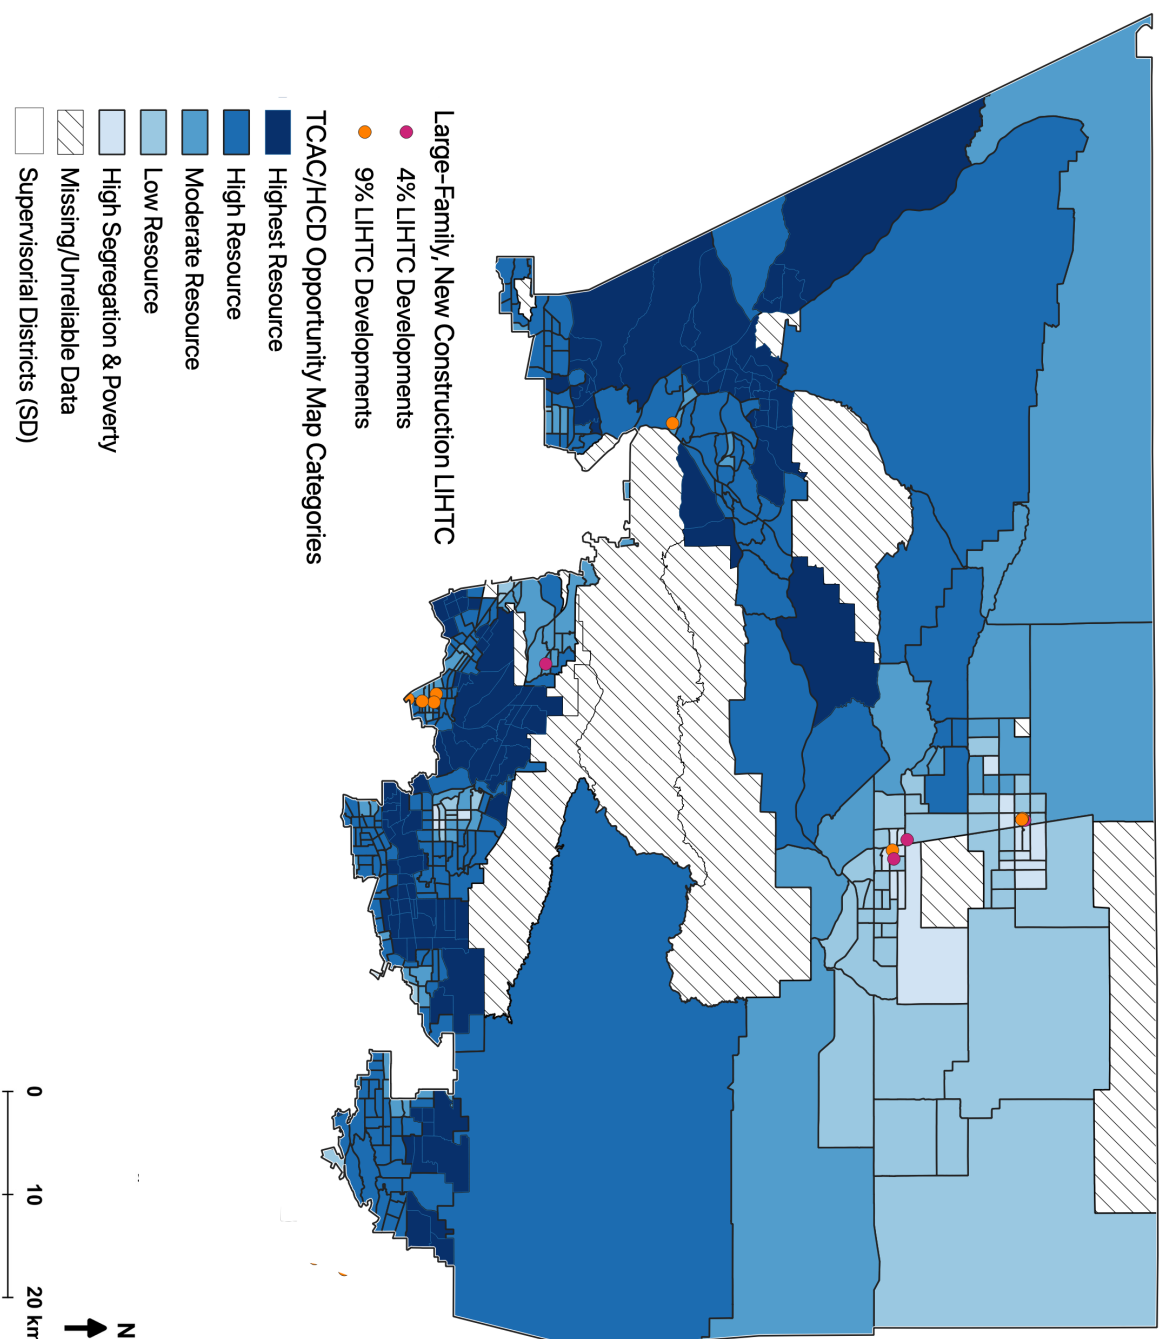 Large-Family, New Construction LIHTC
4% LIHTC Developments
9% LIHTC Developments
TCAC/HCD Opportunity Map Categories
Highest Resource
High Resource
Moderate Resource
Low Resource
High Segregation & Poverty
Missing/Unreliable Data
Supervisorial Districts (SD)
0 10 20 km
N